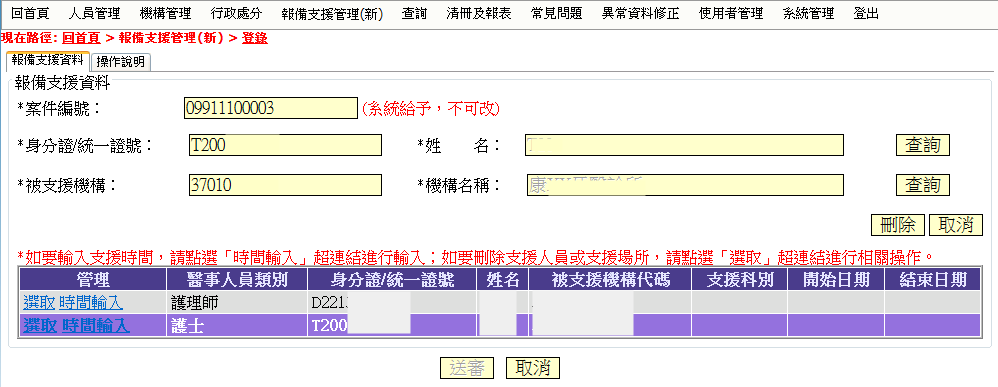 回首頁 人員管理 機構管理 行政處分 報備支援管理(新) 查詢 清冊及報表 常見問題 異常資料修正 使用者管理 系統管理 登出
現在路徑: 回首頁 > 報備支援管理(新) > 登錄
報備支援資料 操作說明
報備支援資料
*案件編號： 09911100003 (系統給予，不可改)
*身分證/統一證號： T200 *姓 名： 查詢
*被支援機構： 37010 *機構名稱： 康 查詢
刪除 取消
*如要輸入支援時間，請點選「時間輸入」超連結進行輸入；如要刪除支援人員或支援場所，請點選「選取」超連結進行相關操作。
管理 醫事人員類別 身分證/統一證號 姓名 被支援機構代碼 支援科別 開始日期 結束日期
選取 時間輸入 護理師 D221
選取 時間輸入 護士 T200
送審 取消